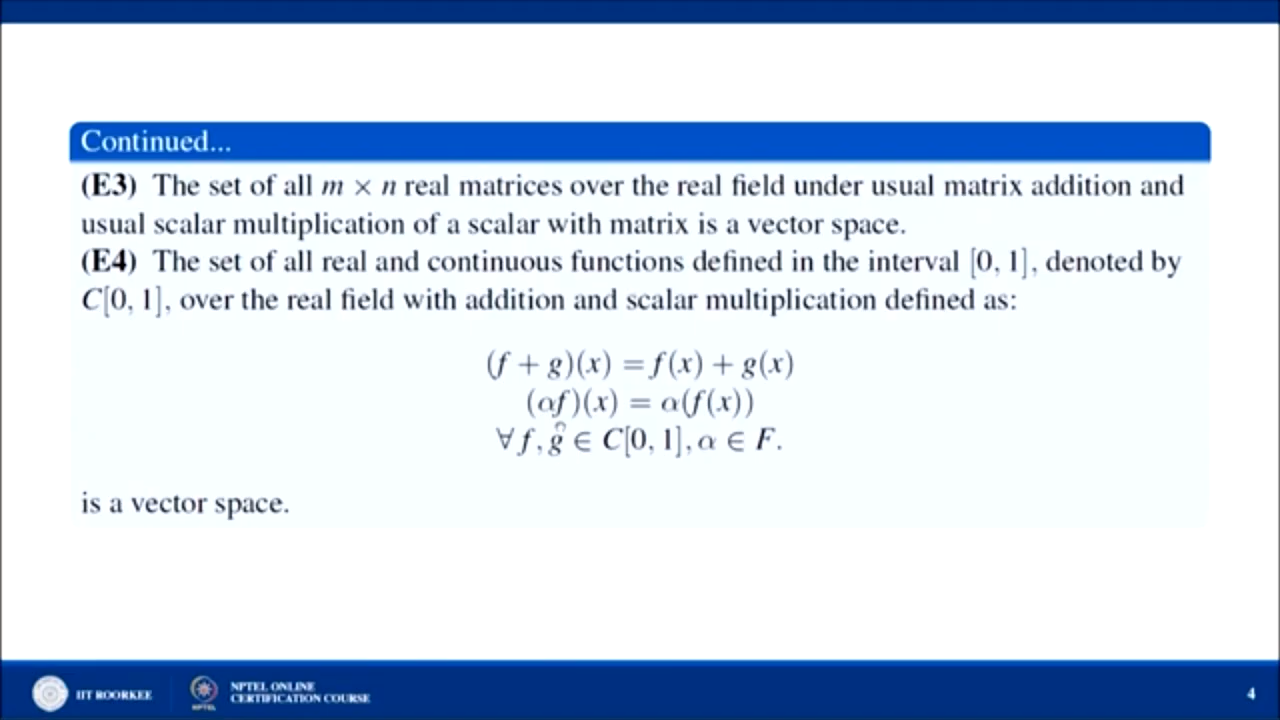 Continued...
(E3) The set of all m × n real matrices over the real field under usual matrix addition and
usual scalar multiplication of a scalar with matrix is a vector space.
(E4) The set of all real and continuous functions defined in the interval [0, 1], denoted by
C[0, 1], over the real field with addition and scalar multiplication defined as:
(f + g)(x) = f(x) + g(x)
(αf)(x) = α(f(x))
∀ f, g ∈ C[0, 1], α ∈ F.
is a vector space.
IIT ROORKEE
NPTEL
NPTEL ONLINE
CERTIFICATION COURSE
4